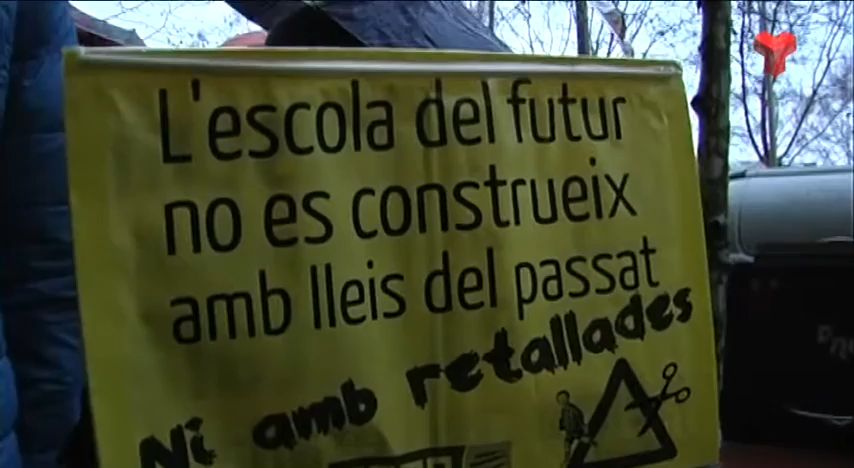 L'escola del futur
no es construeix
amb lleis del passat
Ni amb retallades